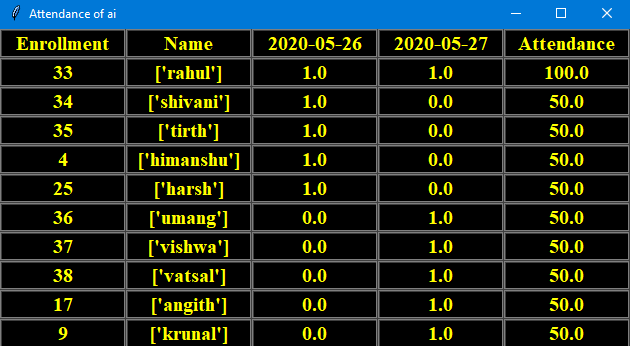 Attendance of ai
Enrollment Name 2020-05-26 2020-05-27 Attendance
33 ['rahul'] 1.0 1.0 100.0
34 ['shivani'] 1.0 0.0 50.0
35 ['tirth'] 1.0 0.0 50.0
4 ['himanshu'] 1.0 0.0 50.0
25 ['harsh'] 1.0 0.0 50.0
36 ['umang'] 0.0 1.0 50.0
37 ['vishwa'] 0.0 1.0 50.0
38 ['vatsal'] 0.0 1.0 50.0
17 ['angith'] 0.0 1.0 50.0
9 ['krunal'] 0.0 1.0 50.0